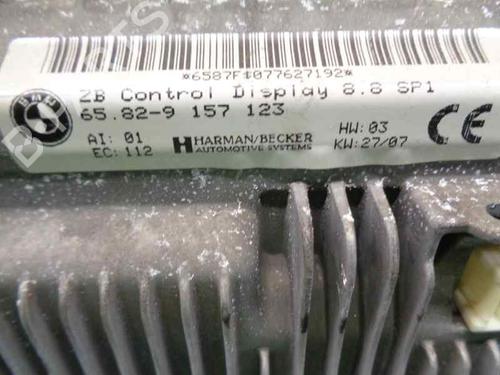 *6587F$077627192*
BMW
ZB Control Display 8.8 SP1
65.82-9 157 123
AI: 01
EC: 112
HARMAN/BECKER
AUTOMOTIVE SYSTEMS
HW: 03
KW: 27/07
CE